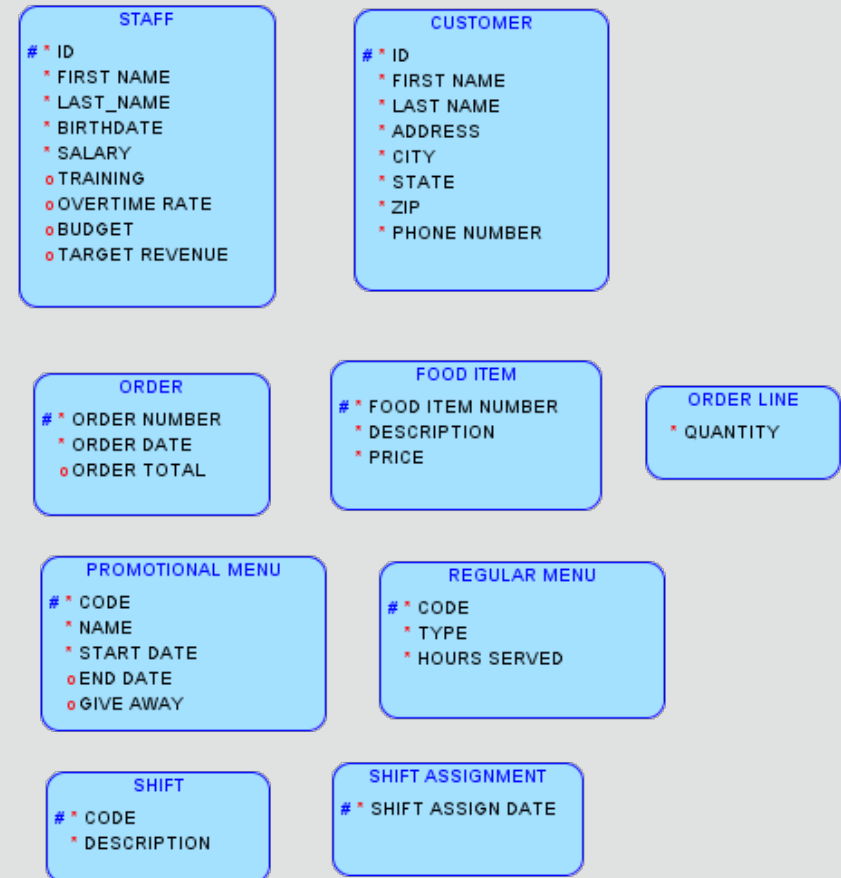 STAFF
# * ID
* FIRST NAME
* LAST_NAME
* BIRTHDATE
* SALARY
o TRAINING
o OVERTIME RATE
o BUDGET
o TARGET REVENUE
CUSTOMER
# * ID
* FIRST NAME
* LAST NAME
* ADDRESS
* CITY
* STATE
* ZIP
* PHONE NUMBER
ORDER
# * ORDER NUMBER
* ORDER DATE
o ORDER TOTAL
FOOD ITEM
# * FOOD ITEM NUMBER
* DESCRIPTION
* PRICE
ORDER LINE
* QUANTITY
PROMOTIONAL MENU
# * CODE
* NAME
* START DATE
o END DATE
o GIVE AWAY
REGULAR MENU
# * CODE
* TYPE
* HOURS SERVED
SHIFT
# * CODE
* DESCRIPTION
SHIFT ASSIGNMENT
# * SHIFT ASSIGN DATE